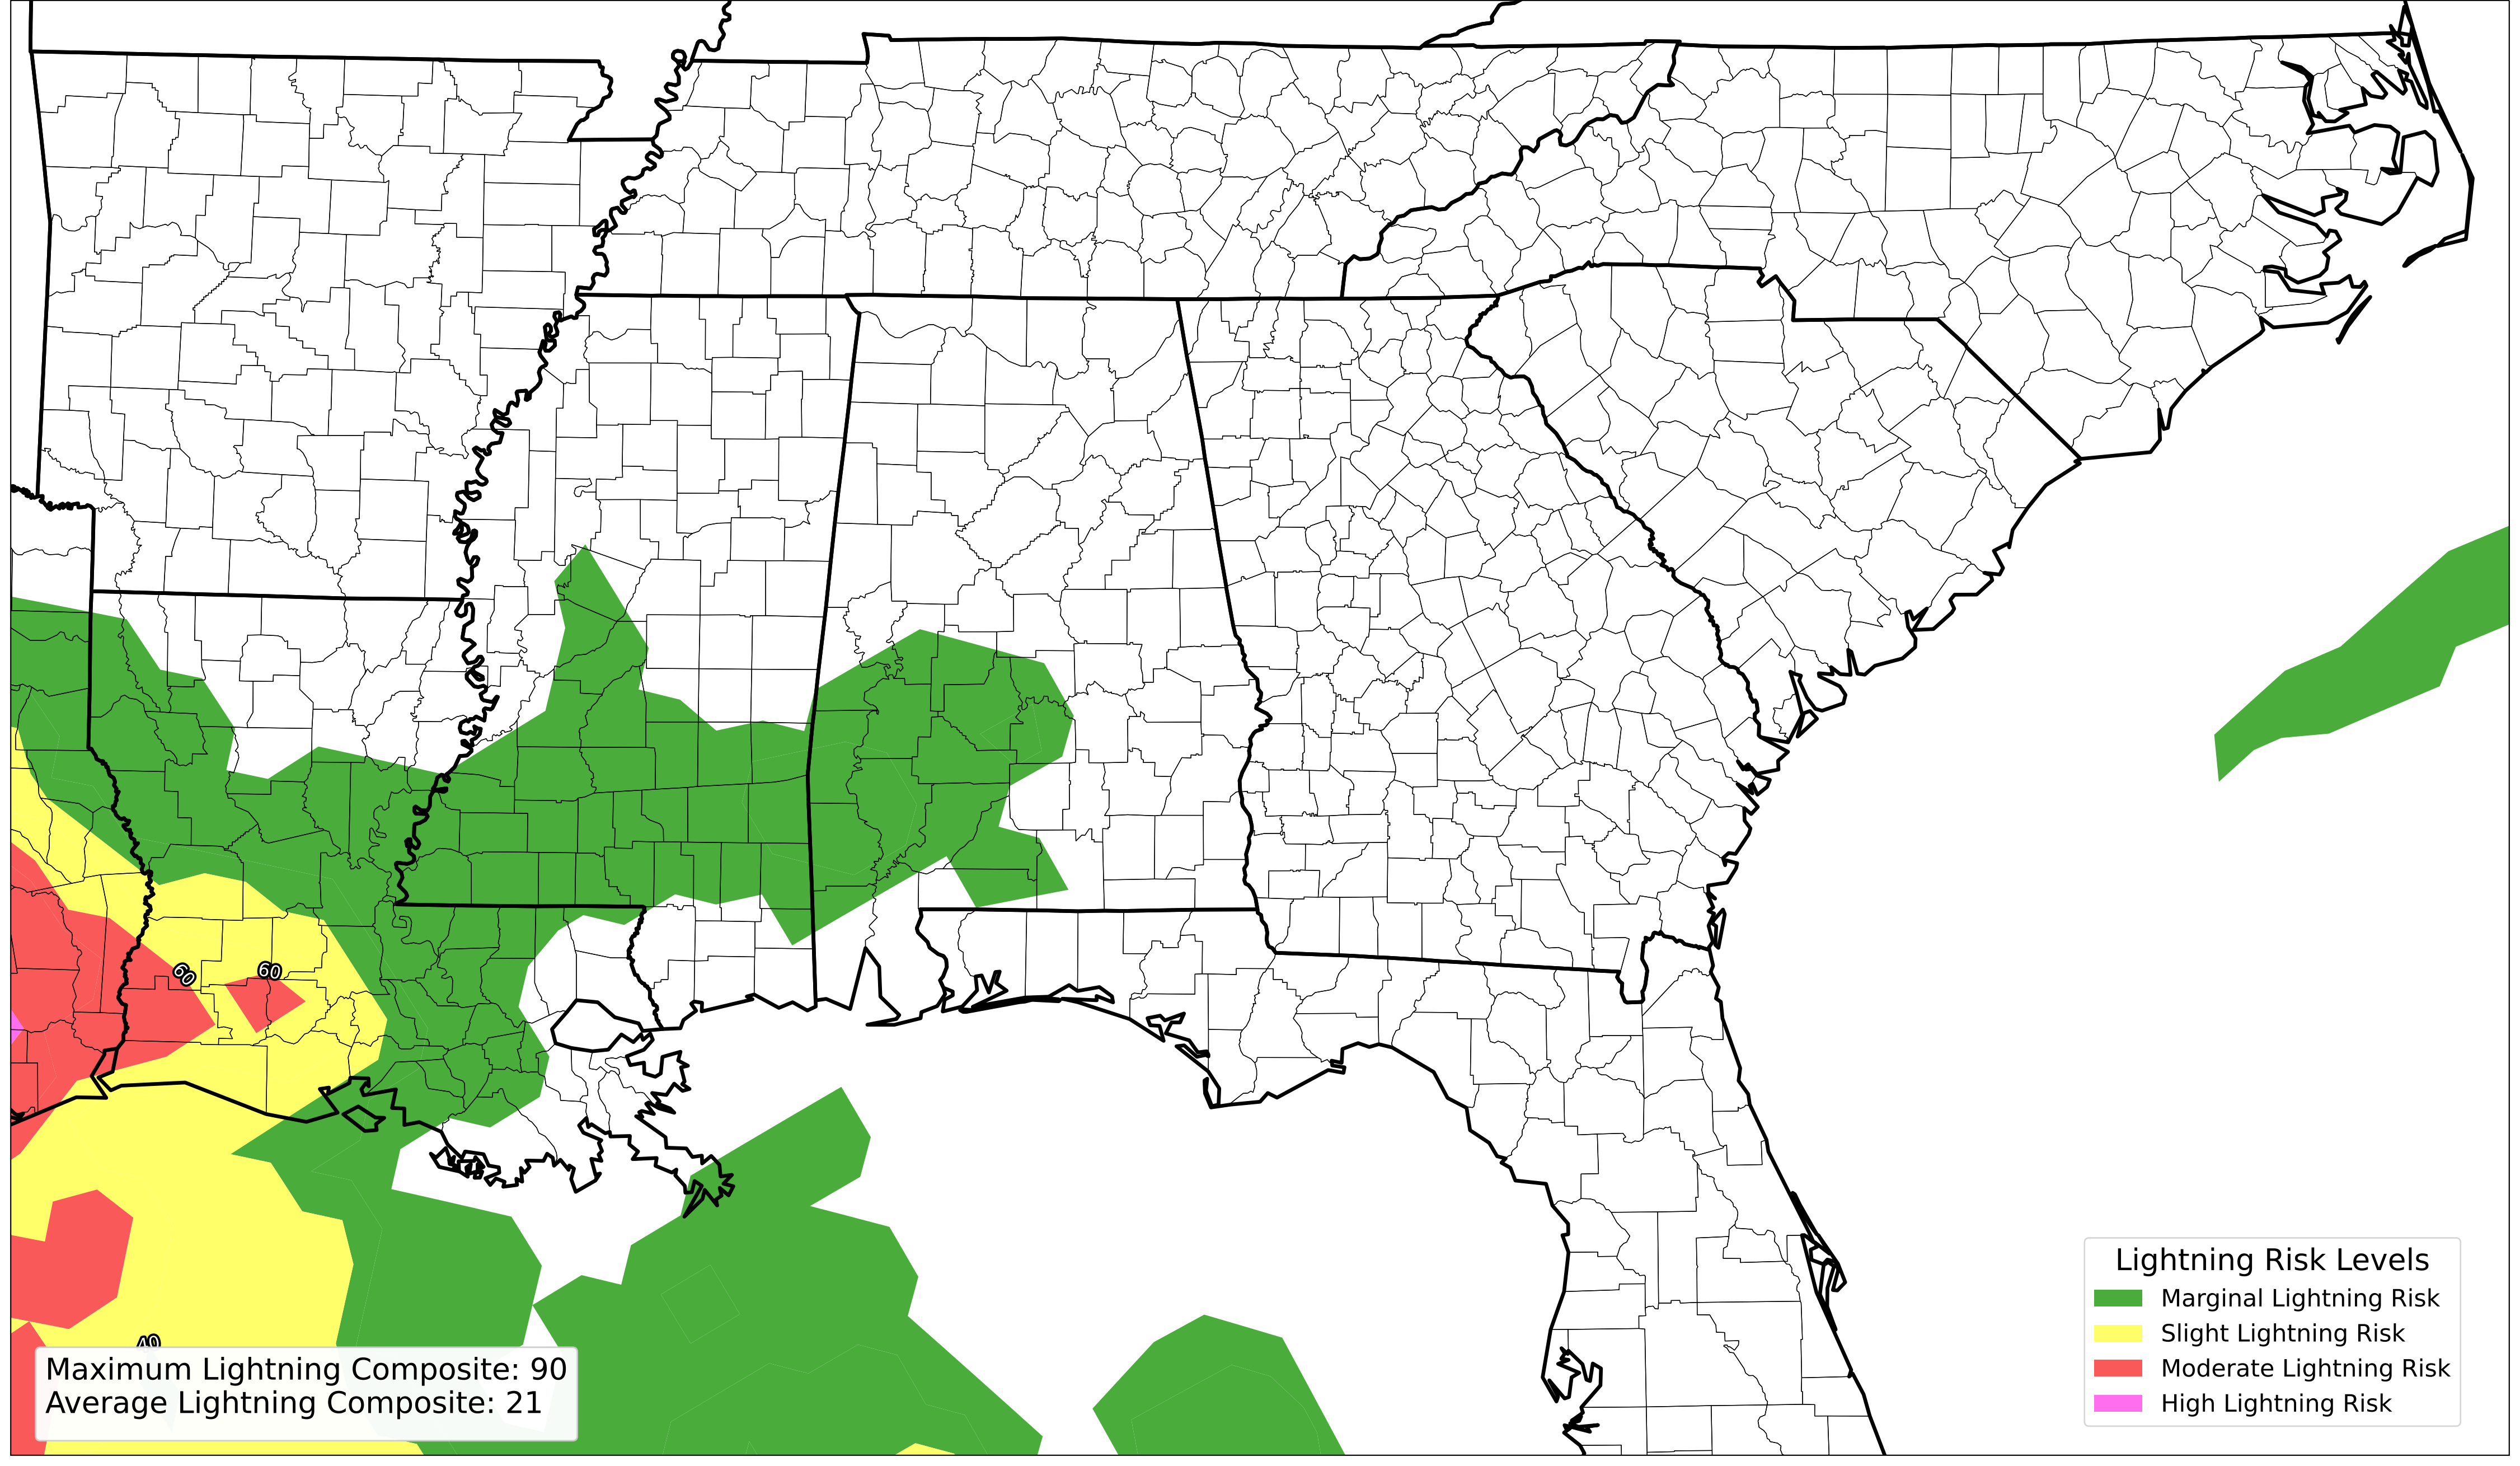 60
60
40
Maximum Lightning Composite: 90
Average Lightning Composite: 21
Lightning Risk Levels
Marginal Lightning Risk
Slight Lightning Risk
Moderate Lightning Risk
High Lightning Risk